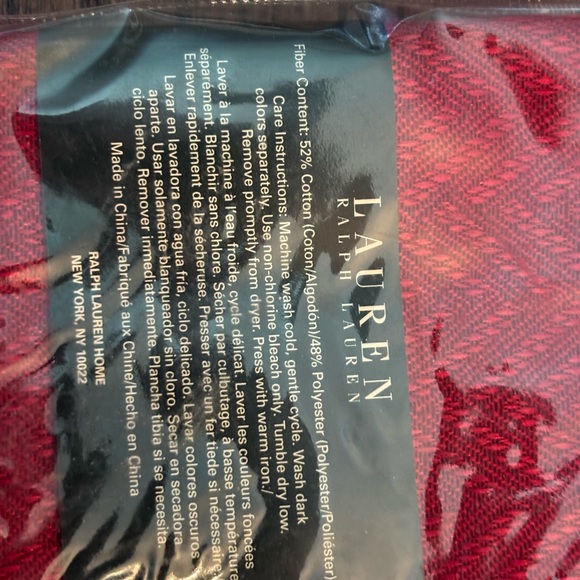 LAUREN
RALPH LAUREN
Fiber Content: 52% Cotton (Coton/Algodón)/48% Polyester (Polyester/Poliéster)
Care Instructions: Machine wash cold, gentle cycle. Wash dark
colors separately. Use non-chlorine bleach only. Tumble dry low.
Remove promptly from dryer. Press with warm iron./
Laver à la machine à l'eau froide, cycle délicat. Laver les couleurs foncées
séparément. Blanchir sans chlore. Sécher par culbutage, à basse température.
Enlever rapidement de la sécheruse. Presser avec un fer tiede si nécessaire
Lavar en lavadora con agua fría, ciclo delicado. Lavar colores oscuros
aparte. Usar solamente blanqueador sin cloro. Secar en secadora
ciclo lento. Remover immediatamente. Plancha tibia si se necesita.
Made in China/Fabriqué aux Chine/Hecho en China
RALPH LAUREN HOME
NEW YORK, NY 10022